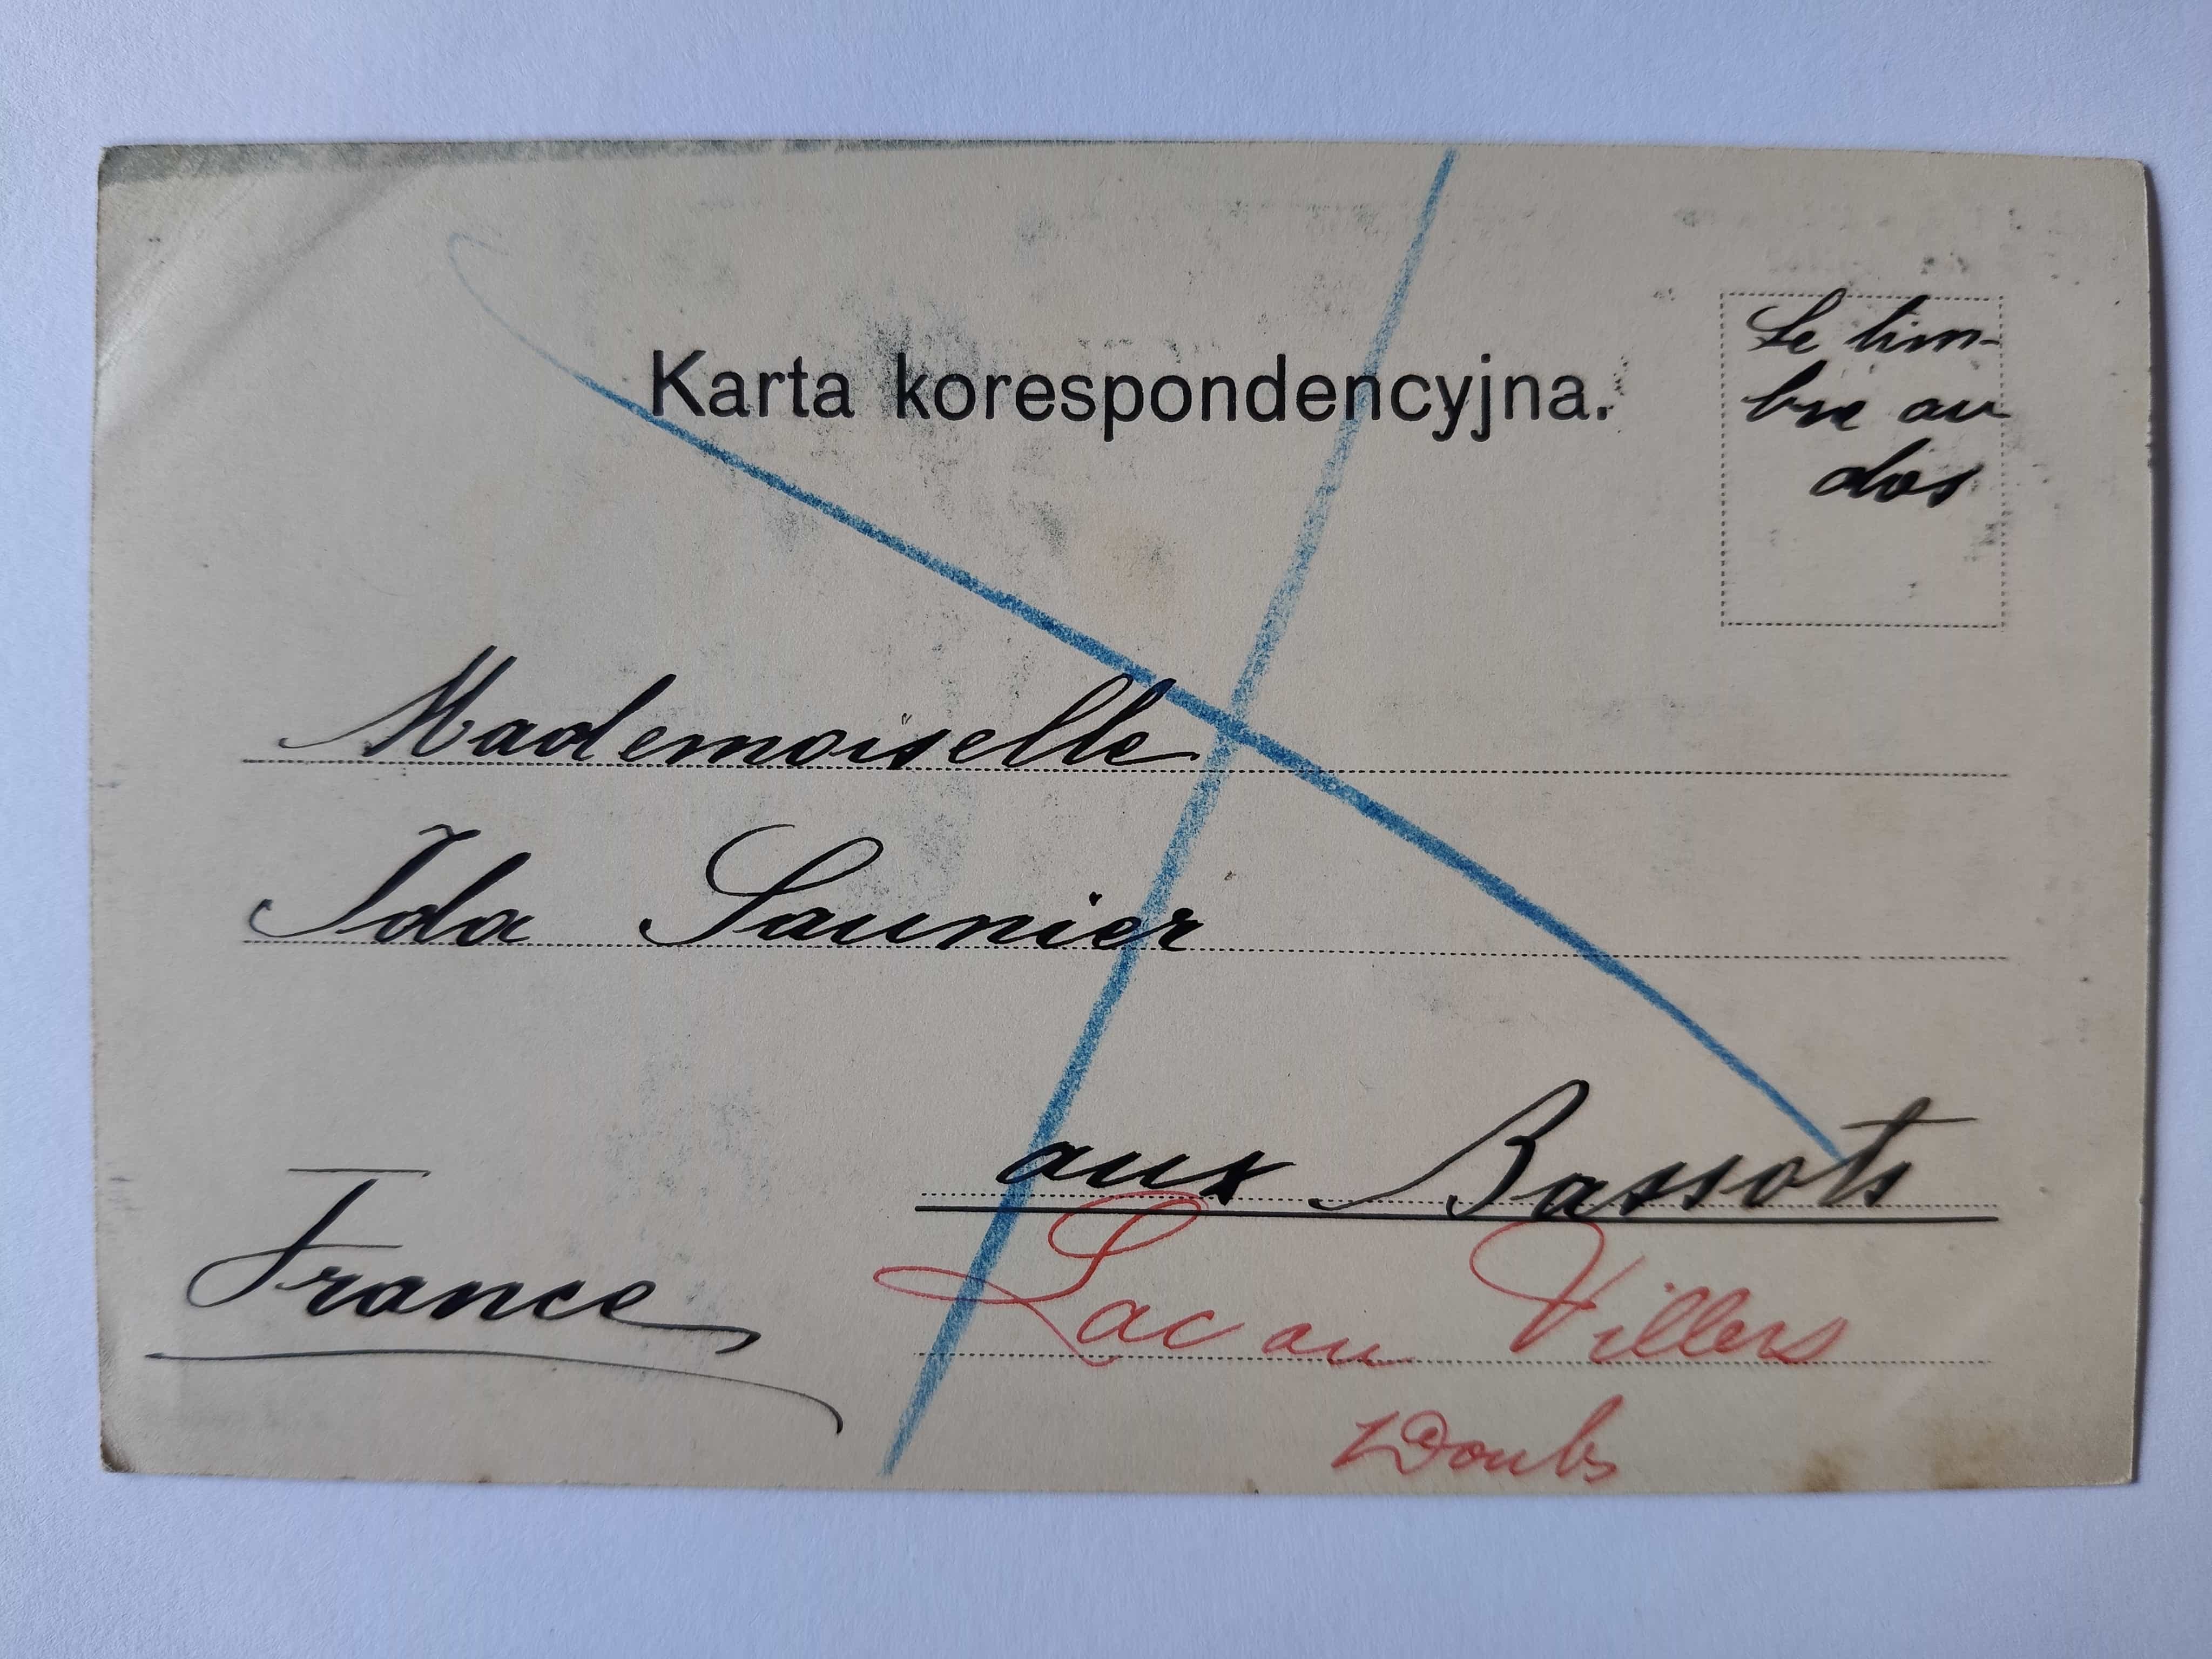 Karta korespondencyjna.
Le tim-
bre au
dos
Mademoiselle
Ida Saunier
aux Bassots
France
Lac au Villers
Doubs